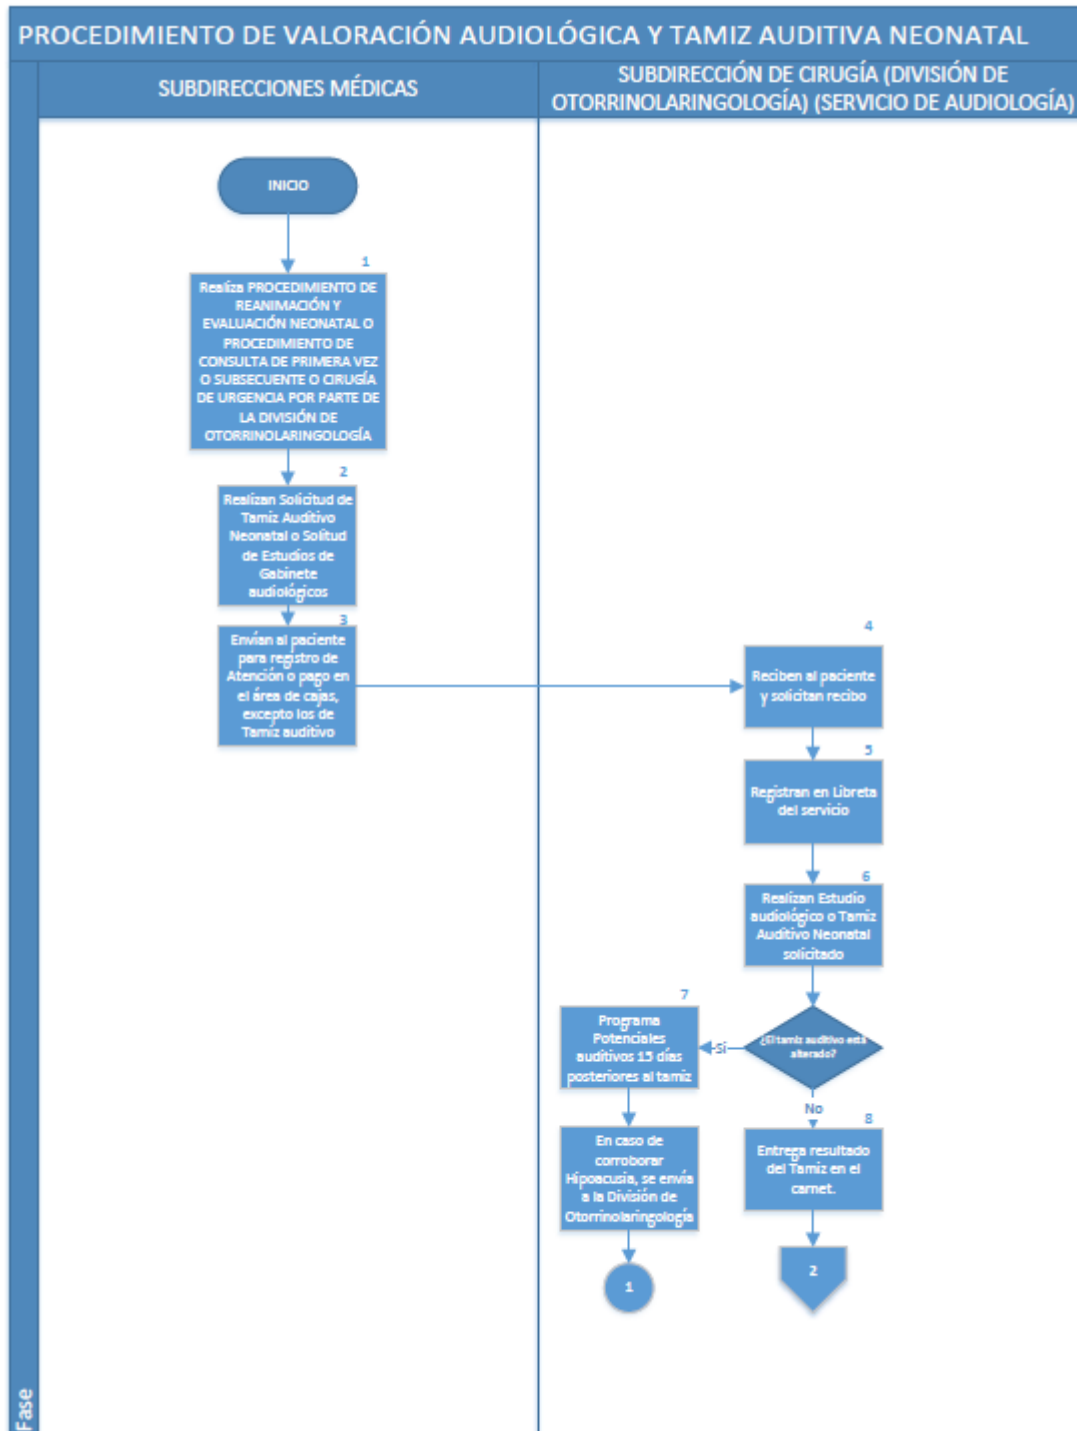 PROCEDIMIENTO DE VALORACIÓN AUDIOLÓGICA Y TAMIZ AUDITIVA NEONATAL
SUBDIRECCIONES MÉDICAS
SUBDIRECCIÓN DE CIRUGÍA (DIVISIÓN DE
OTORRINOLARINGOLOGÍA) (SERVICIO DE AUDIOLOGÍA)
INICIO
1
Realiza PROCEDIMIENTO DE
REANIMACIÓN Y
EVALUACIÓN NEONATAL O
PROCEDIMIENTO DE
CONSULTA DE PRIMERA VEZ
O SUBSECUENTE O CIRUGÍA
DE URGENCIA POR PARTE DE
LA DIVISIÓN DE
OTORRINOLARINGOLOGÍA
2
Realizan Solicitud de
Tamiz Auditivo
Neonatal o Solitud
de Estudios de
Gabinete
audiológicos
3
Envían al paciente
para registro de
Atención o pago en
el área de cajas,
excepto los de
Tamiz auditivo
4
Reciben al paciente
y solicitan recibo
5
Registran en Libreta
del servicio
6
Realizan Estudio
audiológico o Tamiz
Auditivo Neonatal
solicitado
¿El tamiz auditivo está
alterado?
Sí
7
Programa
Potenciales
auditivos 15 días
posteriores al tamiz
En caso de
corroborar
Hipoacusia, se envía
a la División de
Otorrinolaringología
1
No
8
Entrega resultado
del Tamiz en el
carnet.
2
Fase